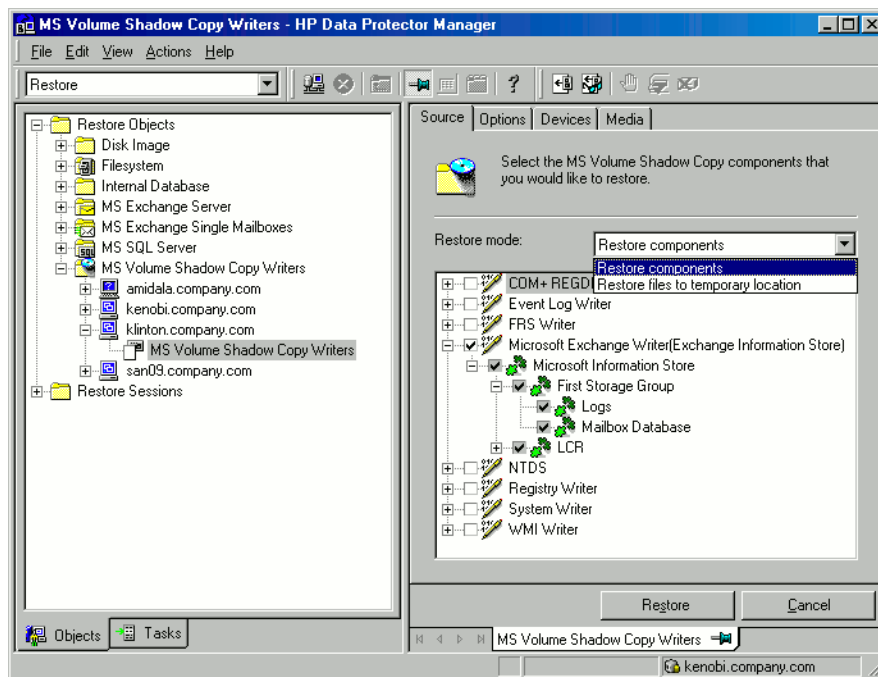 MS Volume Shadow Copy Writers - HP Data Protector Manager
File Edit View Actions Help
Restore
Restore Objects
Disk Image
Filesystem
Internal Database
MS Exchange Server
MS Exchange Single Mailboxes
MS SQL Server
MS Volume Shadow Copy Writers
amidala.company.com
kenobi.company.com
klinton.company.com
MS Volume Shadow Copy Writers
san09.company.com
Restore Sessions
Objects Tasks
Source Options Devices Media
Select the MS Volume Shadow Copy components that
you would like to restore.
Restore mode: Restore components
Restore components
Restore files to temporary location
COM+ REGD
Event Log Writer
FRS Writer
Microsoft Exchange Writer(Exchange Information Store)
Microsoft Information Store
First Storage Group
Logs
Mailbox Database
LCR
NTDS
Registry Writer
System Writer
WMI Writer
Restore Cancel
MS Volume Shadow Copy Writers
kenobi.company.com